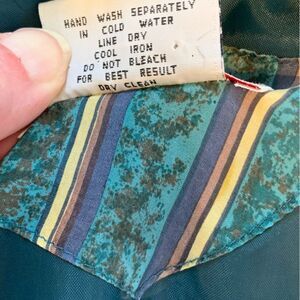 HAND WASH SEPARATELY
IN COLD WATER
LINE DRY
COOL IRON
DO NOT BLEACH
FOR BEST RESULT
DRY CLEAN